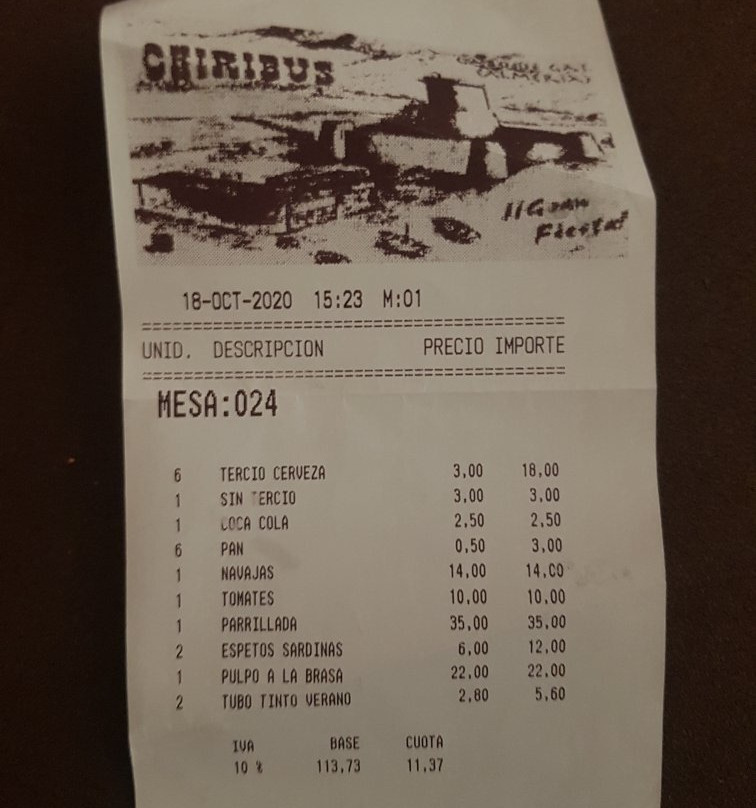 CHIRIBUS
(ALMERIA)
!!Gran
Fiesta!
18-OCT-2020 15:23 M:01
==========================================
UNID. DESCRIPCION PRECIO IMPORTE
==========================================
MESA:024
6 TERCIO CERVEZA 3,00 18,00
1 SIN TERCIO 3,00 3,00
1 COCA COLA 2,50 2,50
6 PAN 0,50 3,00
1 NAVAJAS 14,00 14,00
1 TOMATES 10,00 10,00
1 PARRILLADA 35,00 35,00
2 ESPETOS SARDINAS 6,00 12,00
1 PULPO A LA BRASA 22,00 22,00
2 TUBO TINTO VERANO 2,80 5,60
IVA BASE CUOTA
10 % 113,73 11,37